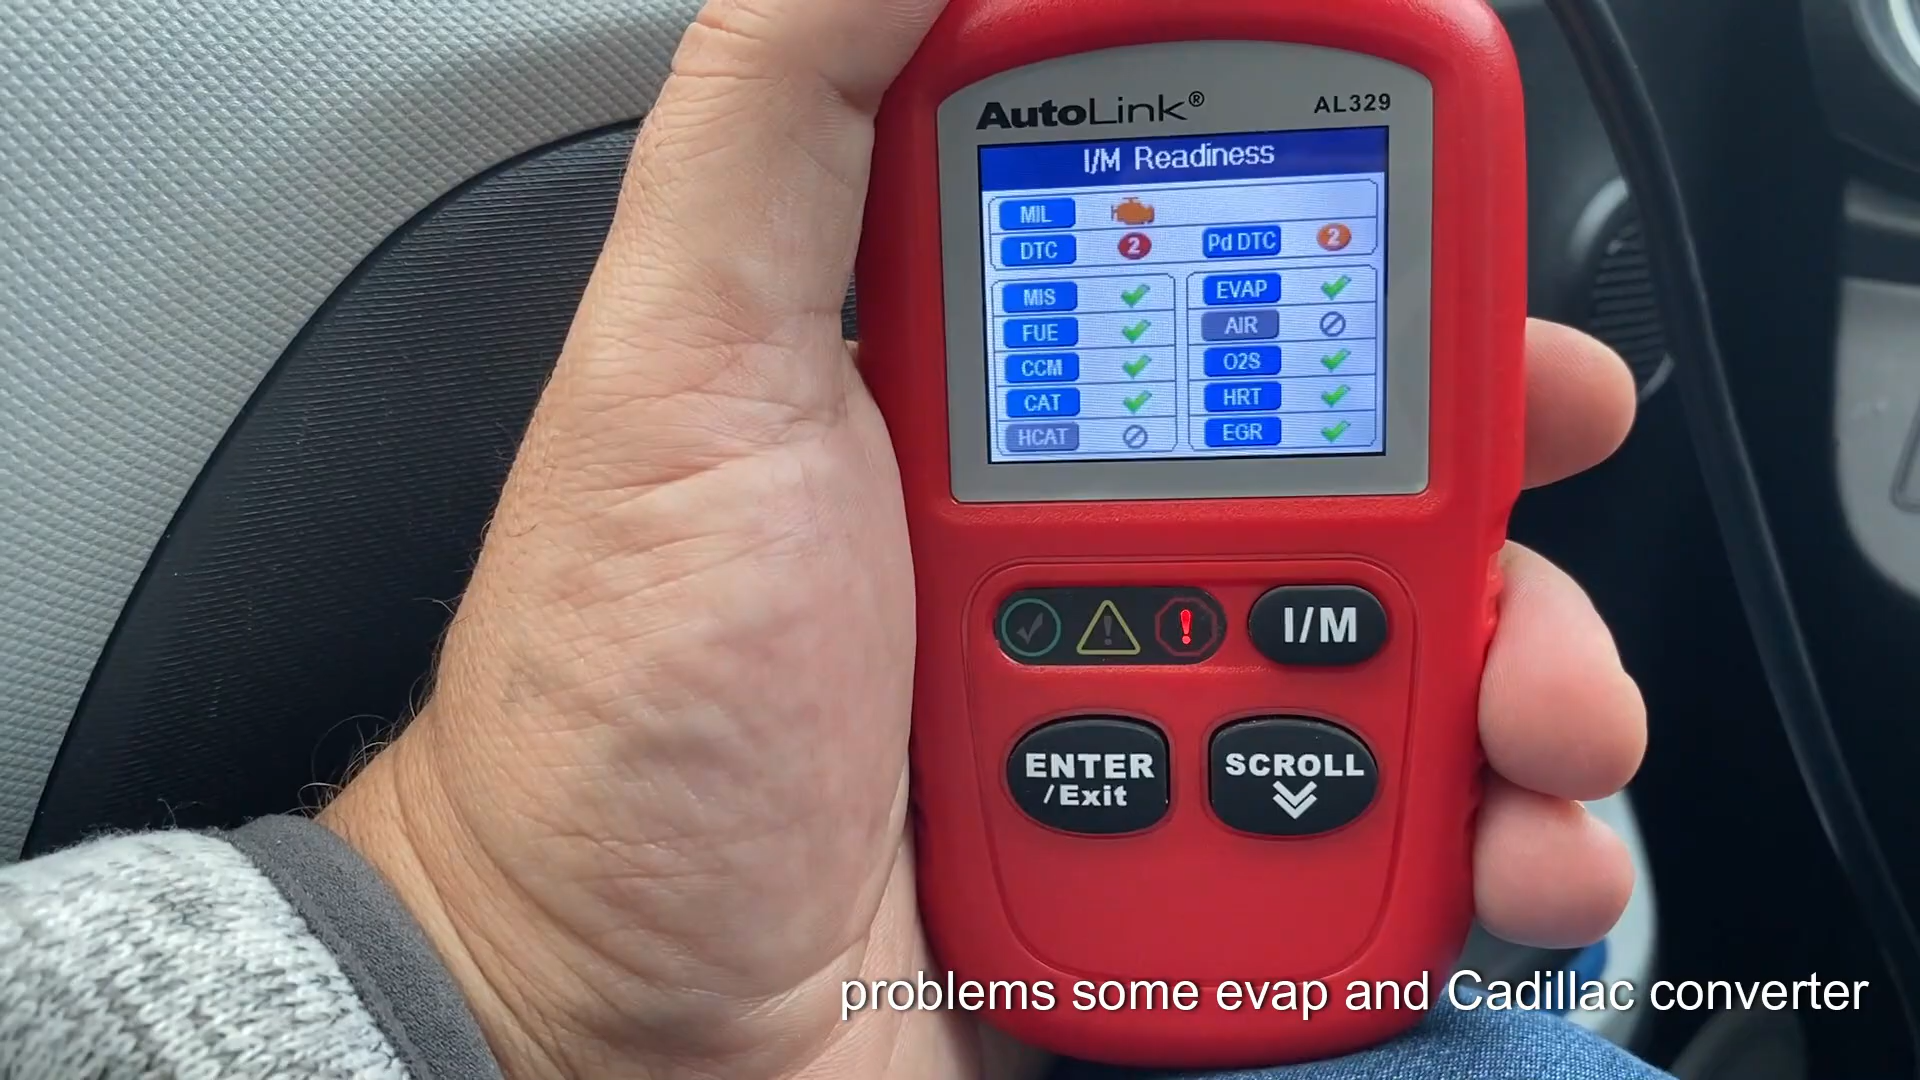 AutoLink® AL329
I/M Readiness
MIL
DTC 2 Pd DTC 2
MIS EVAP
FUE AIR
CCM O2S
CAT HRT
HCAT EGR
I/M
ENTER /Exit
SCROLL
problems some evap and Cadillac converter